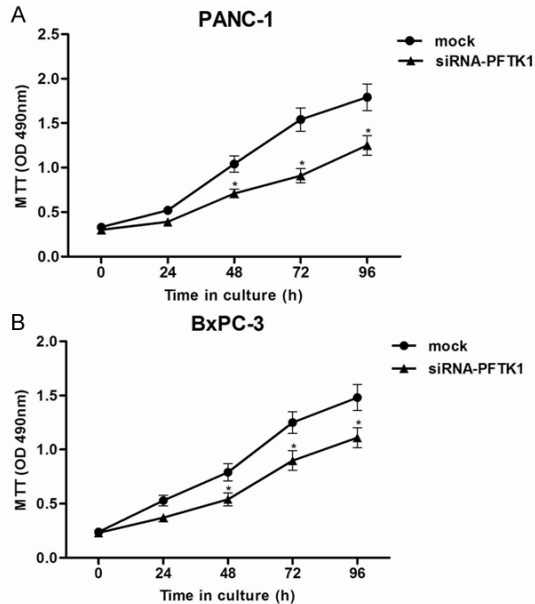 A
PANC-1
2.5
2.0
1.5
1.0
0.5
0.0
MTT (OD 490nm)
0 24 48 72 96
Time in culture (h)
mock
siRNA-PFTK1
*
*
*
B
BxPC-3
2.0
1.5
1.0
0.5
0.0
MTT (OD 490nm)
0 24 48 72 96
Time in culture (h)
mock
siRNA-PFTK1
*
*
*